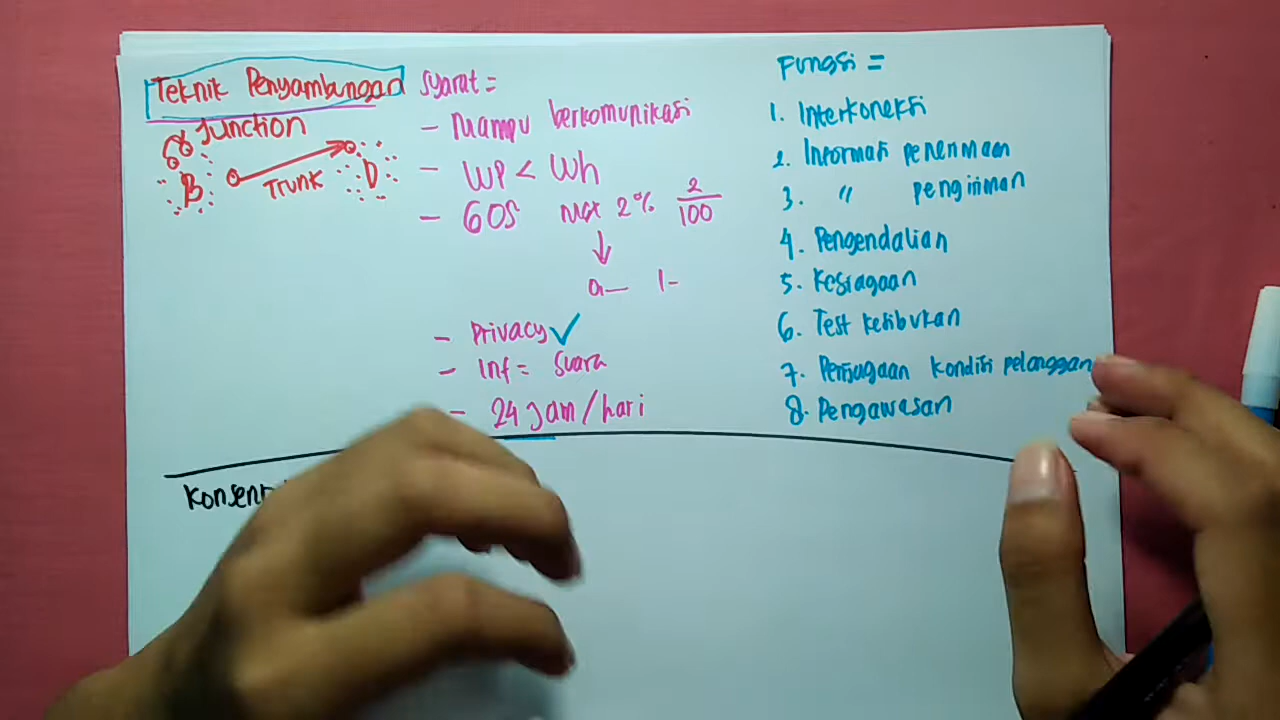 Teknik Penyambungan
Junction
B
Trunk
D
Syarat =
- Mampu berkomunikasi
- WP < Wh
- GOS Max 2% 2/100
a— 1-
- Privacy ✓
- Inf = Suara
- 24 Jam/hari
Fungsi =
1. Interkoneksi
2. Informasi penerimaan
3. " pengiriman
4. Pengendalian
5. Kesiagaan
6. Test kesibukan
7. Penjagaan kondisi pelanggan
8. Pengawasan